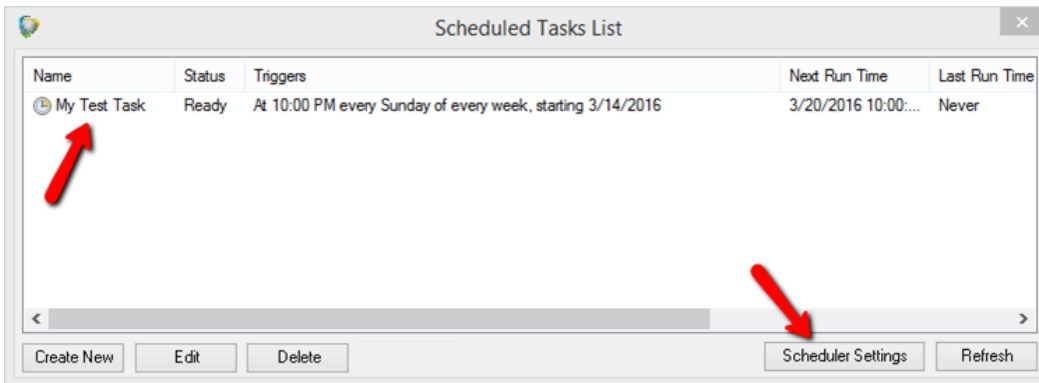 Scheduled Tasks List
Name Status Triggers Next Run Time Last Run Time
My Test Task Ready At 10:00 PM every Sunday of every week, starting 3/14/2016 3/20/2016 10:00:... Never
Create New Edit Delete Scheduler Settings Refresh